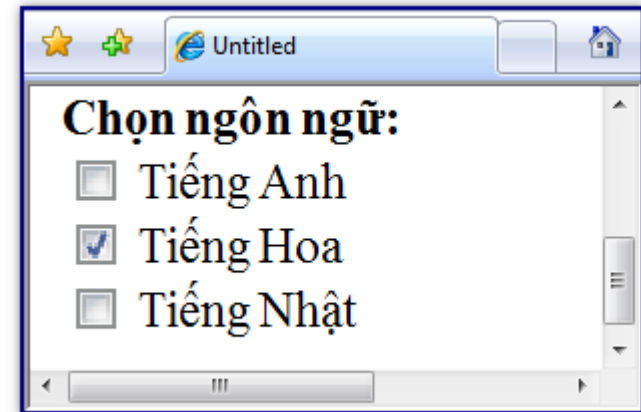 Untitled
Chọn ngôn ngữ:
Tiếng Anh
Tiếng Hoa
Tiếng Nhật